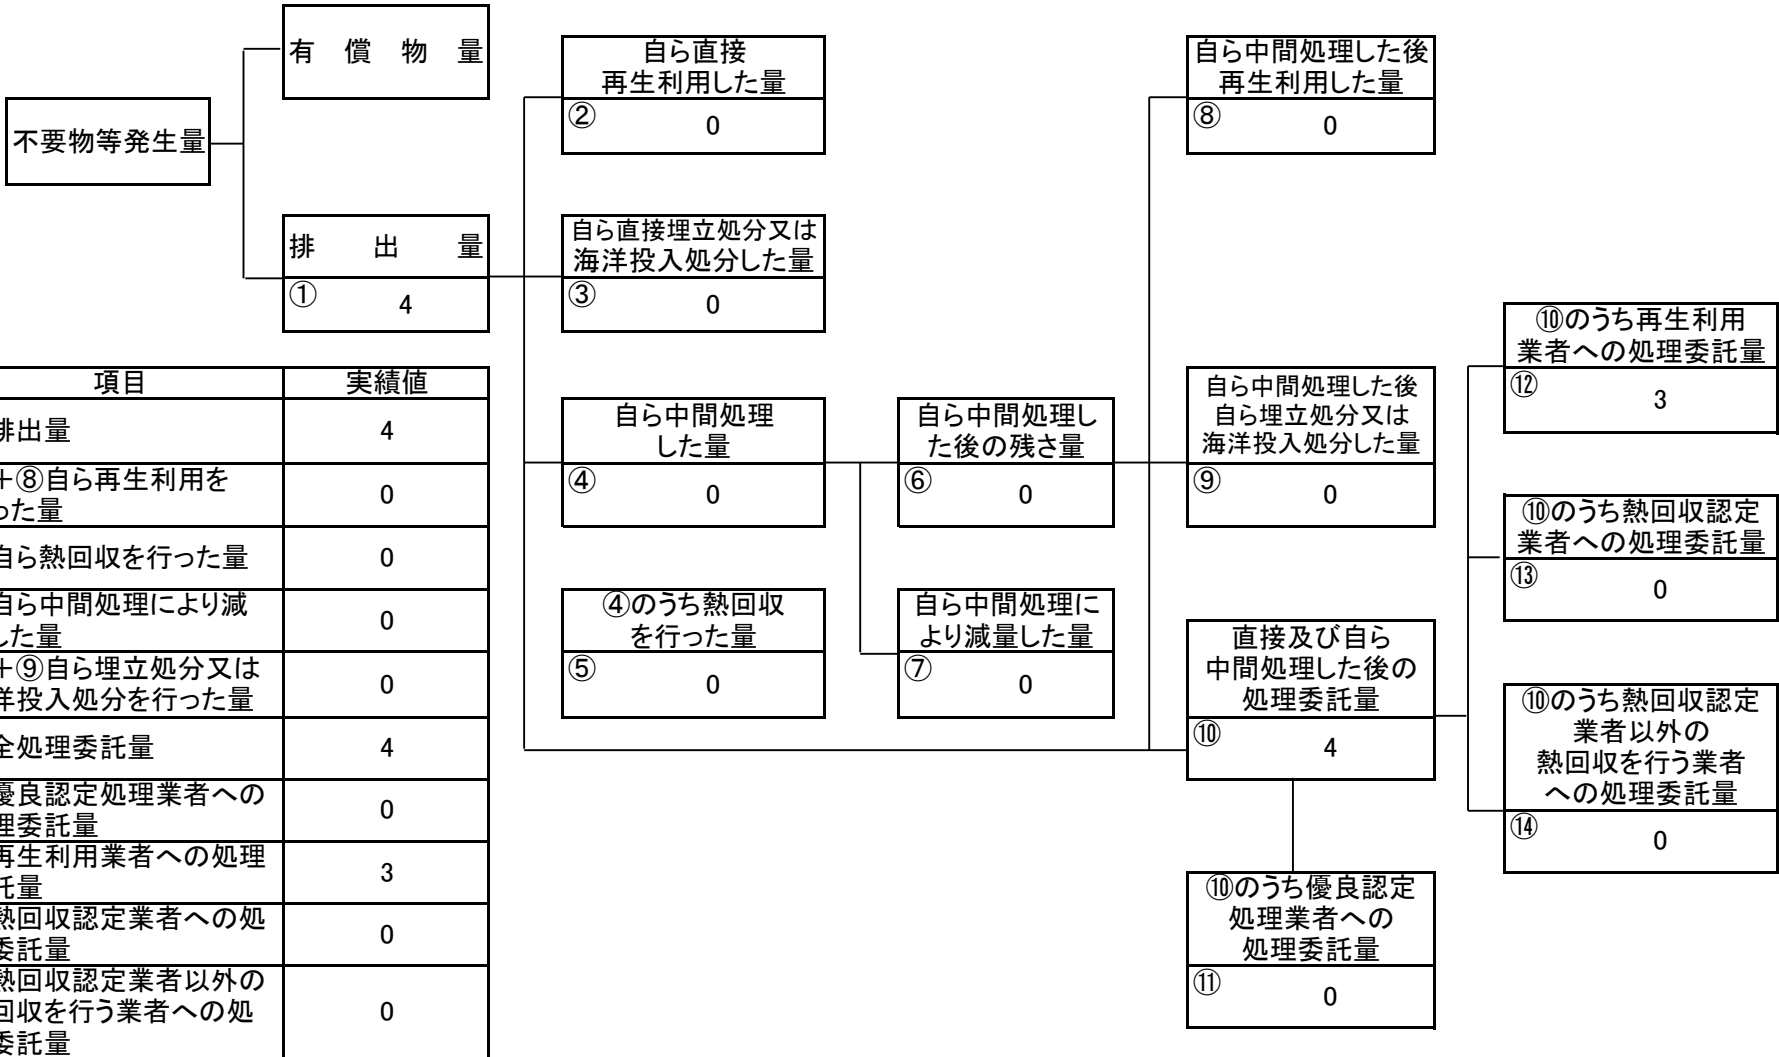 有償物量
不要物等発生量
排出量
① 4
自ら直接
再生利用した量
② 0
自ら直接埋立処分又は
海洋投入処分した量
③ 0
自ら中間処理
した量
④ 0
④のうち熱回収
を行った量
⑤ 0
自ら中間処理し
た後の残さ量
⑥ 0
自ら中間処理に
より減量した量
⑦ 0
自ら中間処理した後
再生利用した量
⑧ 0
自ら中間処理した後
自ら埋立処分又は
海洋投入処分した量
⑨ 0
直接及び自ら
中間処理した後の
処理委託量
⑩ 4
⑩のうち優良認定
処理業者への
処理委託量
⑪ 0
⑩のうち再生利用
業者への処理委託量
⑫ 3
⑩のうち熱回収認定
業者への処理委託量
⑬ 0
⑩のうち熱回収認定
業者以外の
熱回収を行う業者
への処理委託量
⑭ 0
項目 実績値
排出量 4
+⑧自ら再生利用を
った量 0
自ら熱回収を行った量 0
自ら中間処理により減
した量 0
+⑨自ら埋立処分又は
洋投入処分を行った量 0
全処理委託量 4
優良認定処理業者への
理委託量 0
再生利用業者への処理
託量 3
熱回収認定業者への処
委託量 0
熱回収認定業者以外の
回収を行う業者への処
委託量 0